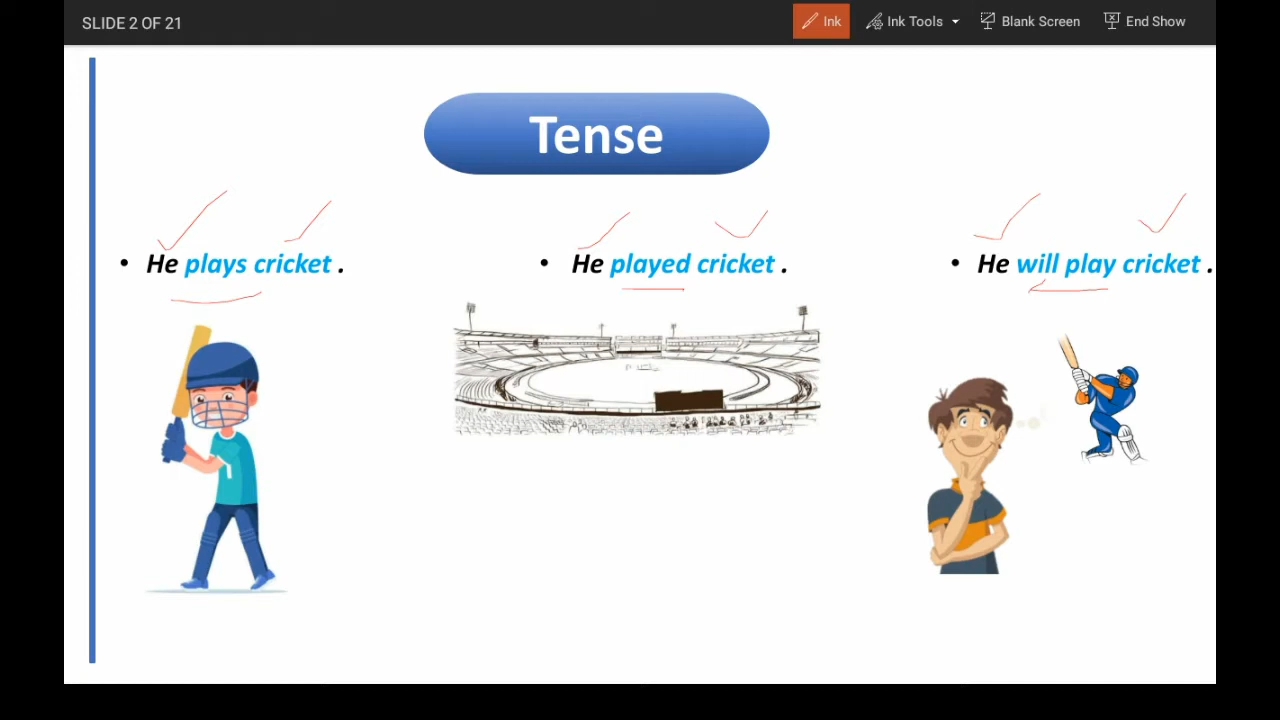 SLIDE 2 OF 21
Ink
Ink Tools
Blank Screen
End Show
Tense
• He plays cricket .
• He played cricket .
• He will play cricket .